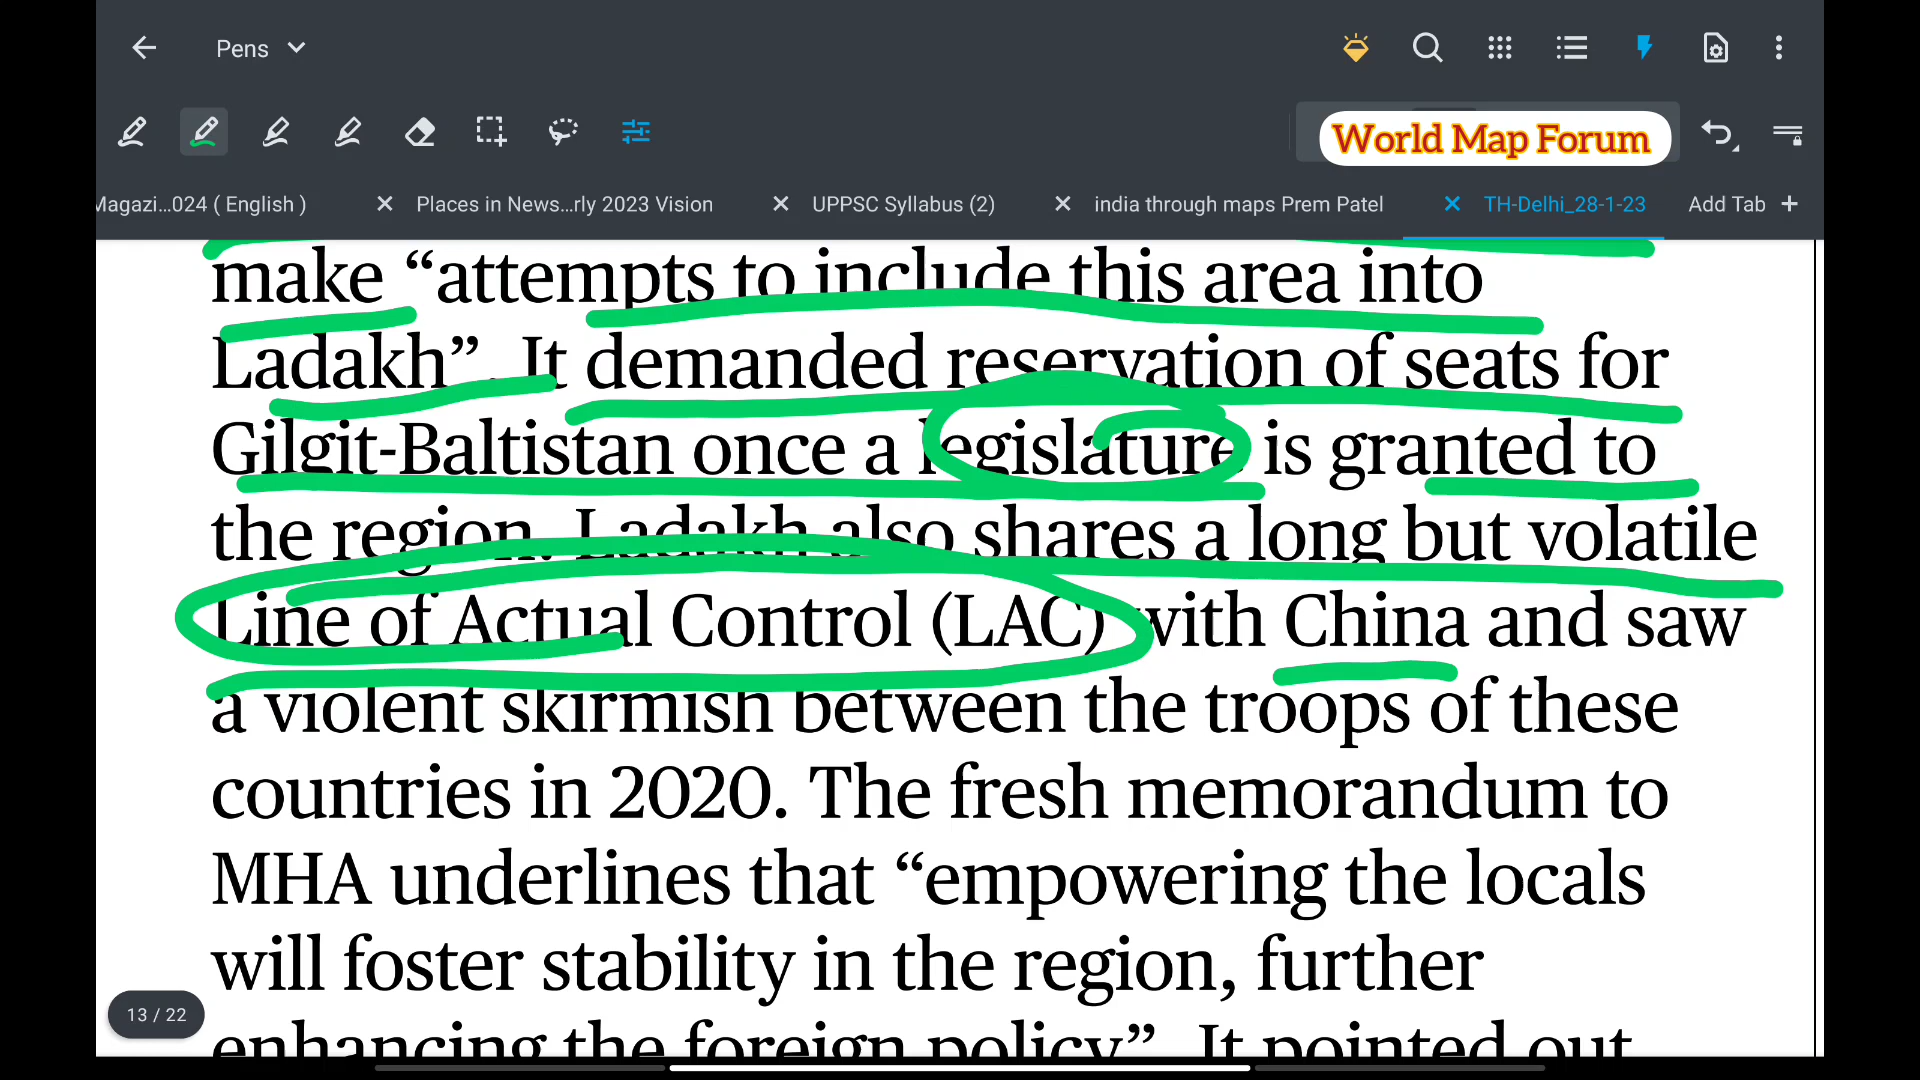 Pens
World Map Forum
Magazi...024 ( English )
Places in News...rly 2023 Vision
UPPSC Syllabus (2)
india through maps Prem Patel
TH-Delhi_28-1-23
Add Tab +
make “attempts to include this area into
Ladakh”. It demanded reservation of seats for
Gilgit-Baltistan once a legislature is granted to
the region. Ladakh also shares a long but volatile
Line of Actual Control (LAC) with China and saw
a violent skirmish between the troops of these
countries in 2020. The fresh memorandum to
MHA underlines that “empowering the locals
will foster stability in the region, further
enhancing the foreign policy”. It pointed out
13 / 22